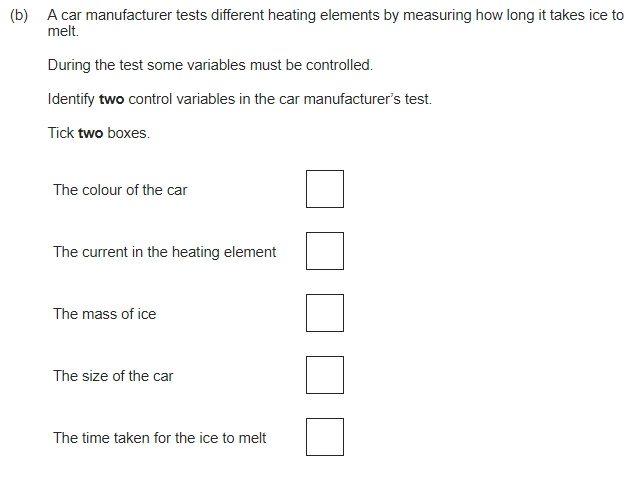 (b) A car manufacturer tests different heating elements by measuring how long it takes ice to
melt.
During the test some variables must be controlled.
Identify two control variables in the car manufacturer's test.
Tick two boxes.
The colour of the car
The current in the heating element
The mass of ice
The size of the car
The time taken for the ice to melt